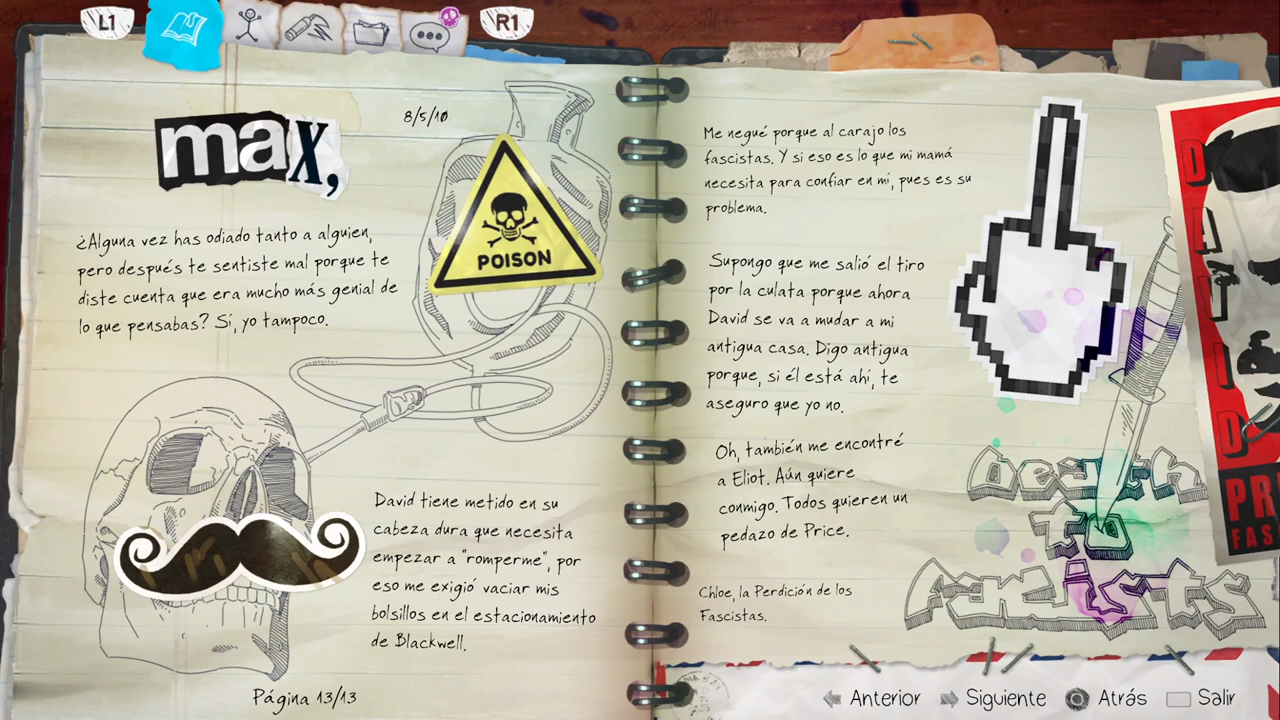 L1
R1
max,
8/5/10
POISON
¿Alguna vez has odiado tanto a alguien,
pero después te sentiste mal porque te
diste cuenta que era mucho más genial de
lo que pensabas? Sí, yo tampoco.
David tiene metido en su
cabeza dura que necesita
empezar a "romperme", por
eso me exigió vaciar mis
bolsillos en el estacionamiento
de Blackwell.
Página 13/13
Me negué porque al carajo los
fascistas. Y si eso es lo que mi mamá
necesita para confiar en mí, pues es su
problema.
Supongo que me salió el tiro
por la culata porque ahora
David se va a mudar a mi
antigua casa. Digo antigua
porque, si él está ahí, te
aseguro que yo no.
Oh, también me encontré
a Eliot. Aún quiere
conmigo. Todos quieren un
pedazo de Price.
Chloe, la Perdición de los
Fascistas.
death
to
fascists
DAVID
PR
FAS
Anterior
Siguiente
Atrás
Salir